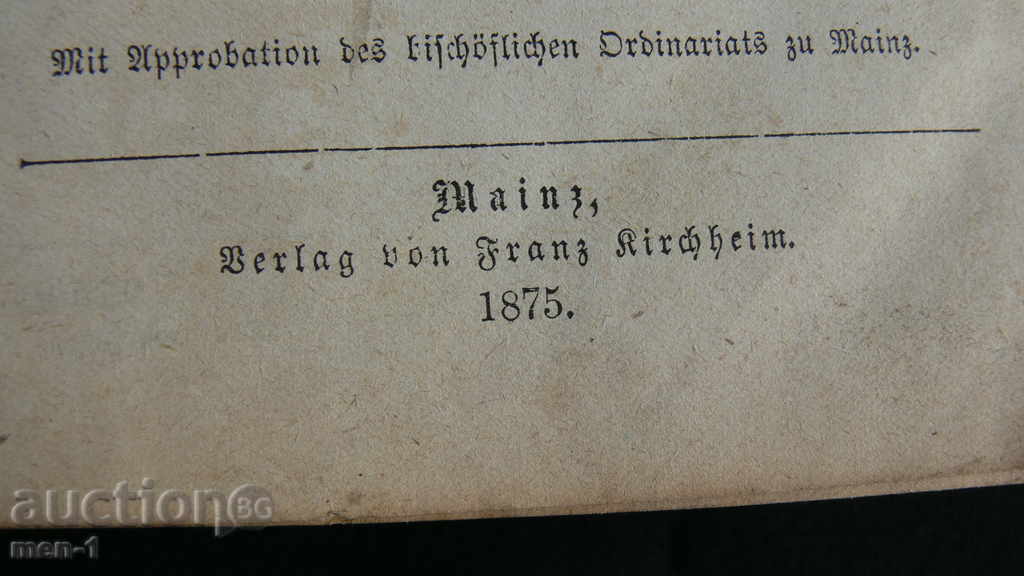 Mit Approbation des bischöflichen Ordinariats zu Mainz.
Mainz,
Verlag von Franz Kirchheim.
1875.
auction BG
men-1